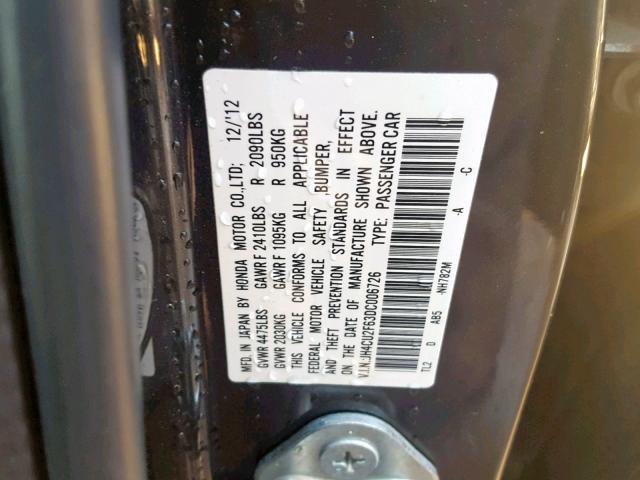 MFD. IN JAPAN BY HONDA MOTOR CO.,LTD; 12/'12
GVWR 4475LBS GAWR F 2410LBS R 2090LBS
GVWR 2030KG GAWR F 1095KG R 950KG
THIS VEHICLE CONFORMS TO ALL APPLICABLE
FEDERAL MOTOR VEHICLE SAFETY ,BUMPER,
AND THEFT PREVENTION STANDARDS IN EFFECT
ON THE DATE OF MANUFACTURE SHOWN ABOVE.
V.I.N.:JH4CU2F63DC006726 TYPE: PASSENGER CAR
TL2 D AB5 -NH782M -A -C